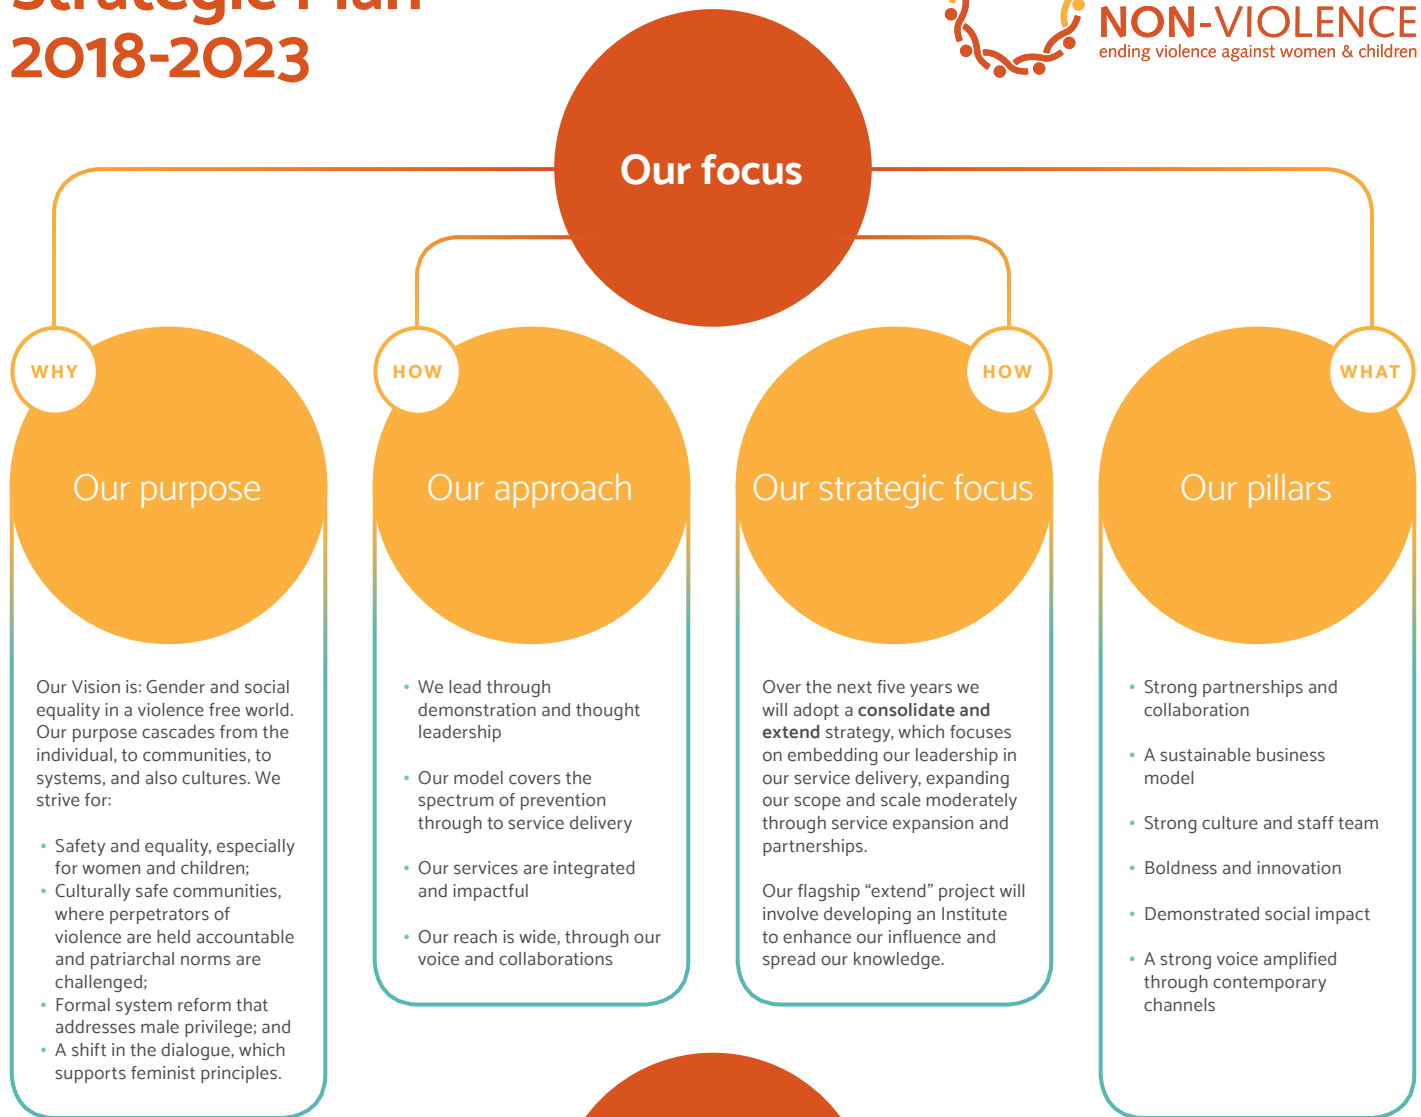 Strategic Plan
2018-2023
NON-VIOLENCE
ending violence against women & children
Our focus
WHY
HOW
HOW
WHAT
Our purpose
Our approach
Our strategic focus
Our pillars
Our Vision is: Gender and social
equality in a violence free world.
Our purpose cascades from the
individual, to communities, to
systems, and also cultures. We
strive for:
• Safety and equality, especially
for women and children;
• Culturally safe communities,
where perpetrators of
violence are held accountable
and patriarchal norms are
challenged;
• Formal system reform that
addresses male privilege; and
• A shift in the dialogue, which
supports feminist principles.
• We lead through
demonstration and thought
leadership
• Our model covers the
spectrum of prevention
through to service delivery
• Our services are integrated
and impactful
• Our reach is wide, through our
voice and collaborations
Over the next five years we
will adopt a consolidate and
extend strategy, which focuses
on embedding our leadership in
our service delivery, expanding
our scope and scale moderately
through service expansion and
partnerships.
Our flagship “extend” project will
involve developing an Institute
to enhance our influence and
spread our knowledge.
• Strong partnerships and
collaboration
• A sustainable business
model
• Strong culture and staff team
• Boldness and innovation
• Demonstrated social impact
• A strong voice amplified
through contemporary
channels